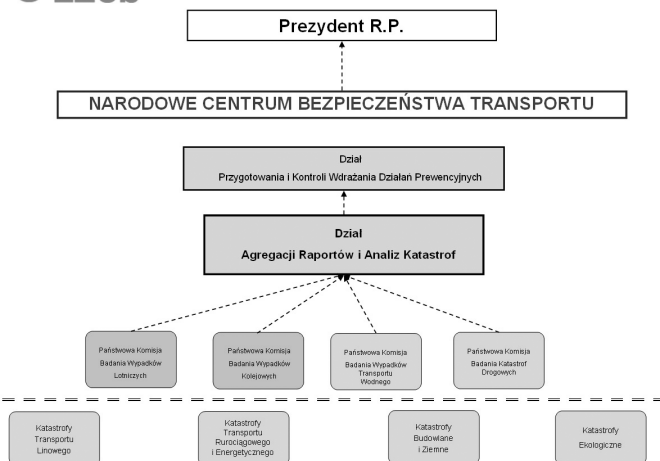 Prezydent R.P.
NARODOWE CENTRUM BEZPIECZEŃSTWA TRANSPORTU
Dział
Przygotowania i Kontroli Wdrażania Działań Prewencyjnych
Dział
Agregacji Raportów i Analiz Katastrof
Państwowa Komisja
Badania Wypadków
Lotniczych
Państwowa Komisja
Badania Wypadków
Kolejowych
Państwowa Komisja
Badania Wypadków
Transportu
Wodnego
Państwowa Komisja
Badania Katastrof
Drogowych
Katastrofy
Transportu
Linowego
Katastrofy
Transportu
Rurociągowego
i Energetycznego
Katastrofy
Budowlane
i Ziemne
Katastrofy
Ekologiczne